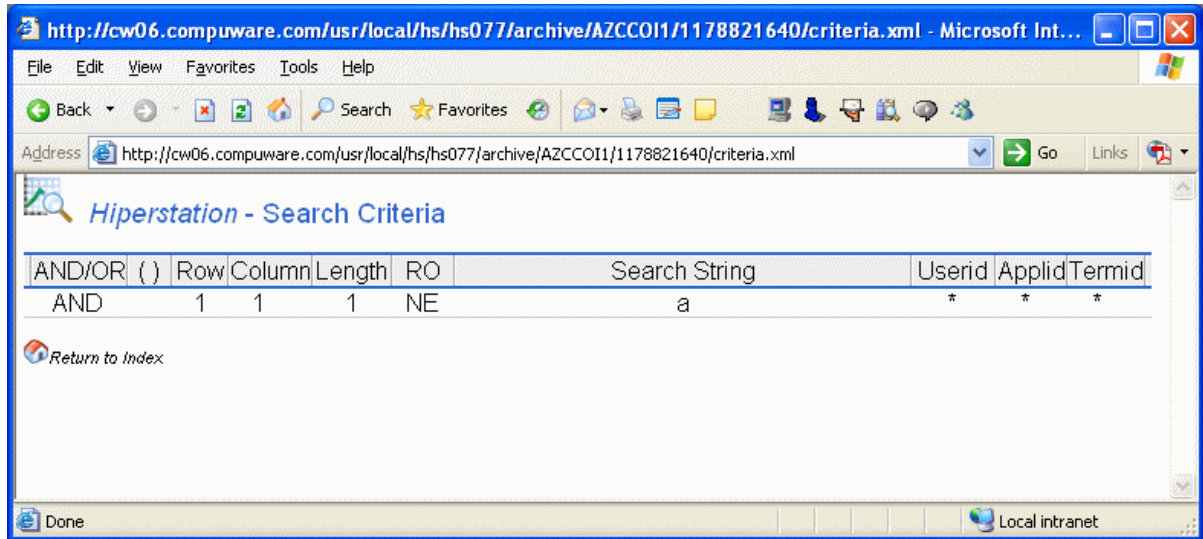 http://cw06.compuware.com/usr/local/hs/hs077/archive/AZCCOI1/1178821640/criteria.xml - Microsoft Int...
File Edit View Favorites Tools Help
Back Search Favorites
Address http://cw06.compuware.com/usr/local/hs/hs077/archive/AZCCOI1/1178821640/criteria.xml Go Links
Hiperstation - Search Criteria
AND/OR ( ) Row Column Length RO Search String Userid Applid Termid
AND 1 1 1 NE a * * *
Return to Index
Done Local intranet